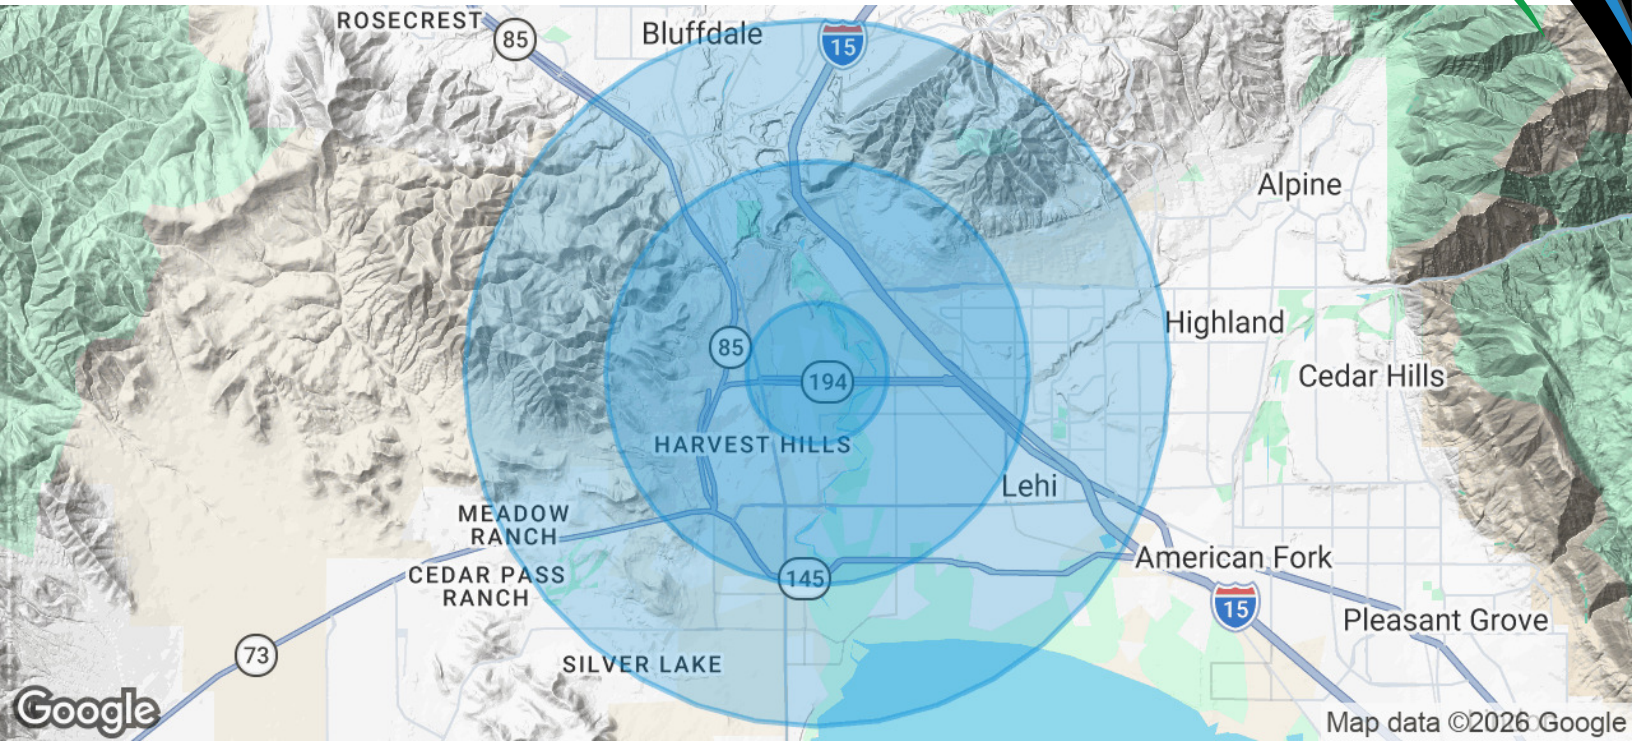 ROSECREST
85
Bluffdale
15
Alpine
Highland
85
194
Cedar Hills
HARVEST HILLS
Lehi
MEADOW
RANCH
American Fork
CEDAR PASS
RANCH
145
15
Pleasant Grove
73
SILVER LAKE
Google
Map data ©2026 Google